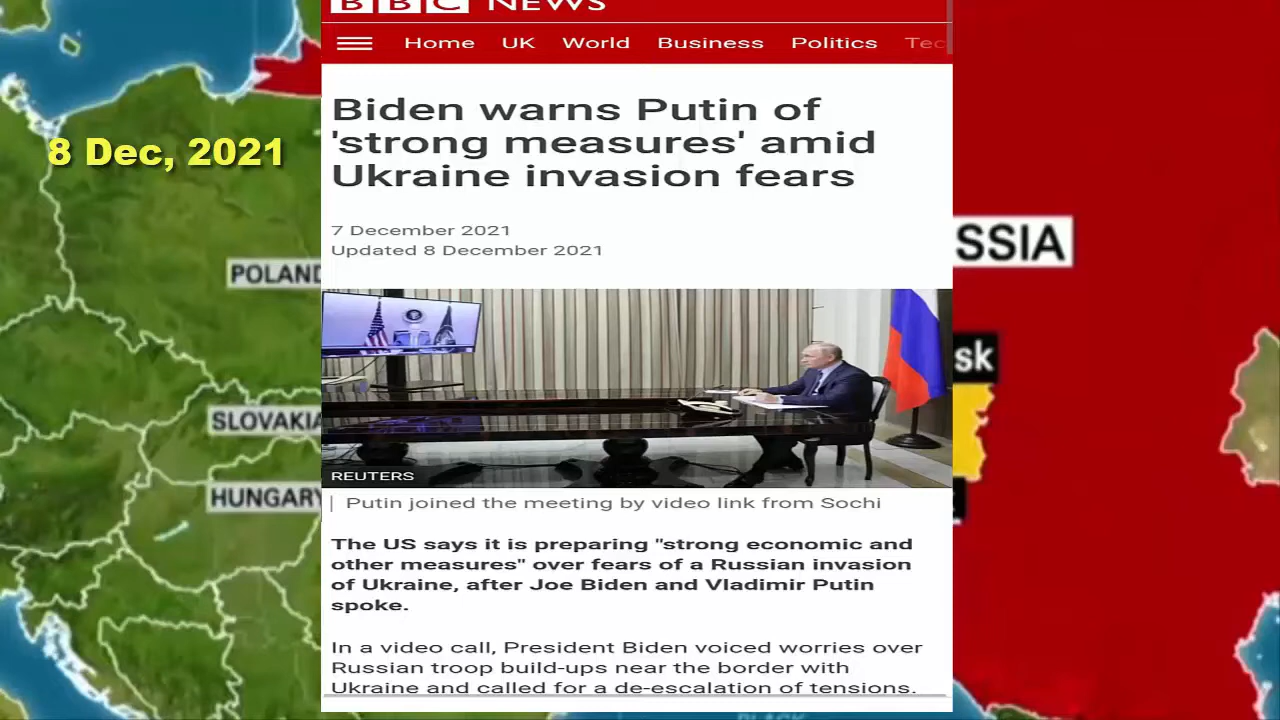 BBC NEWS
Home UK World Business Politics Tec
8 Dec, 2021
Biden warns Putin of
'strong measures' amid
Ukraine invasion fears
7 December 2021
Updated 8 December 2021
POLAND
SSIA
sk
SLOVAKIA
HUNGARY
REUTERS
Putin joined the meeting by video link from Sochi
The US says it is preparing "strong economic and
other measures" over fears of a Russian invasion
of Ukraine, after Joe Biden and Vladimir Putin
spoke.
In a video call, President Biden voiced worries over
Russian troop build-ups near the border with
Ukraine and called for a de-escalation of tensions.